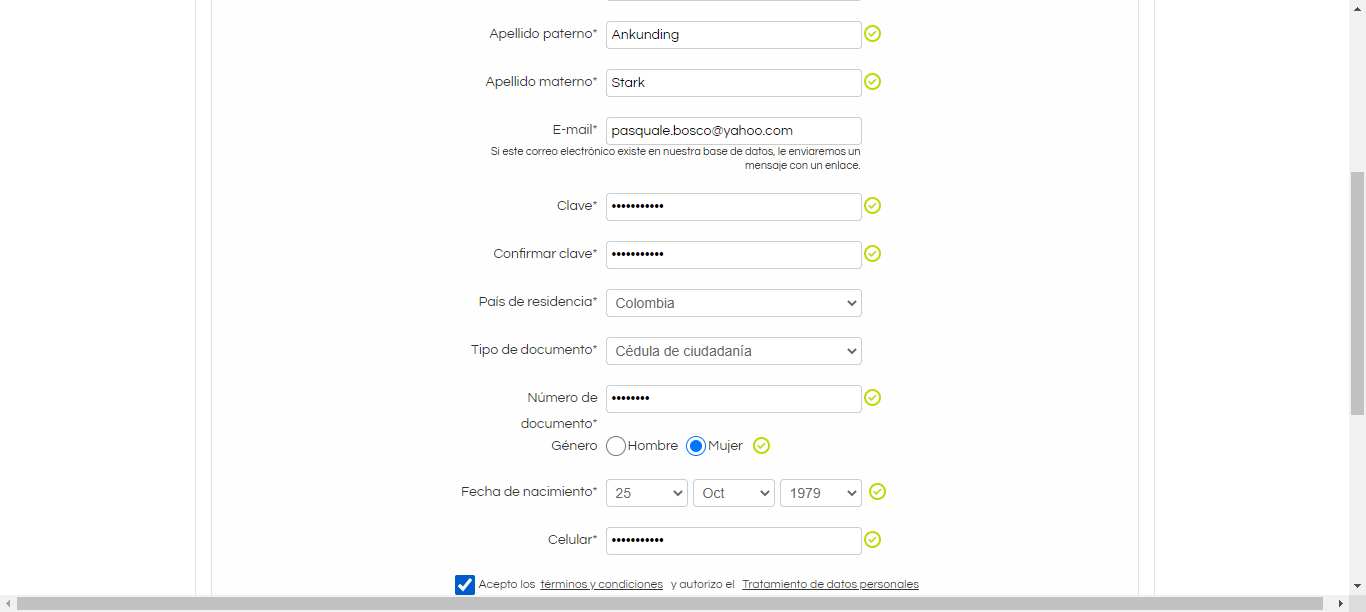 Apellido paterno* Ankunding
Apellido materno* Stark
E-mail* pasquale.bosco@yahoo.com
Si este correo electrónico existe en nuestra base de datos, le enviaremos un
mensaje con un enlace.
Clave* •••••••••••
Confirmar clave* •••••••••••
País de residencia* Colombia
Tipo de documento* Cédula de ciudadanía
Número de ••••••••
documento*
Género Hombre Mujer
Fecha de nacimiento* 25 Oct 1979
Celular* •••••••••••
Acepto los términos y condiciones y autorizo el Tratamiento de datos personales